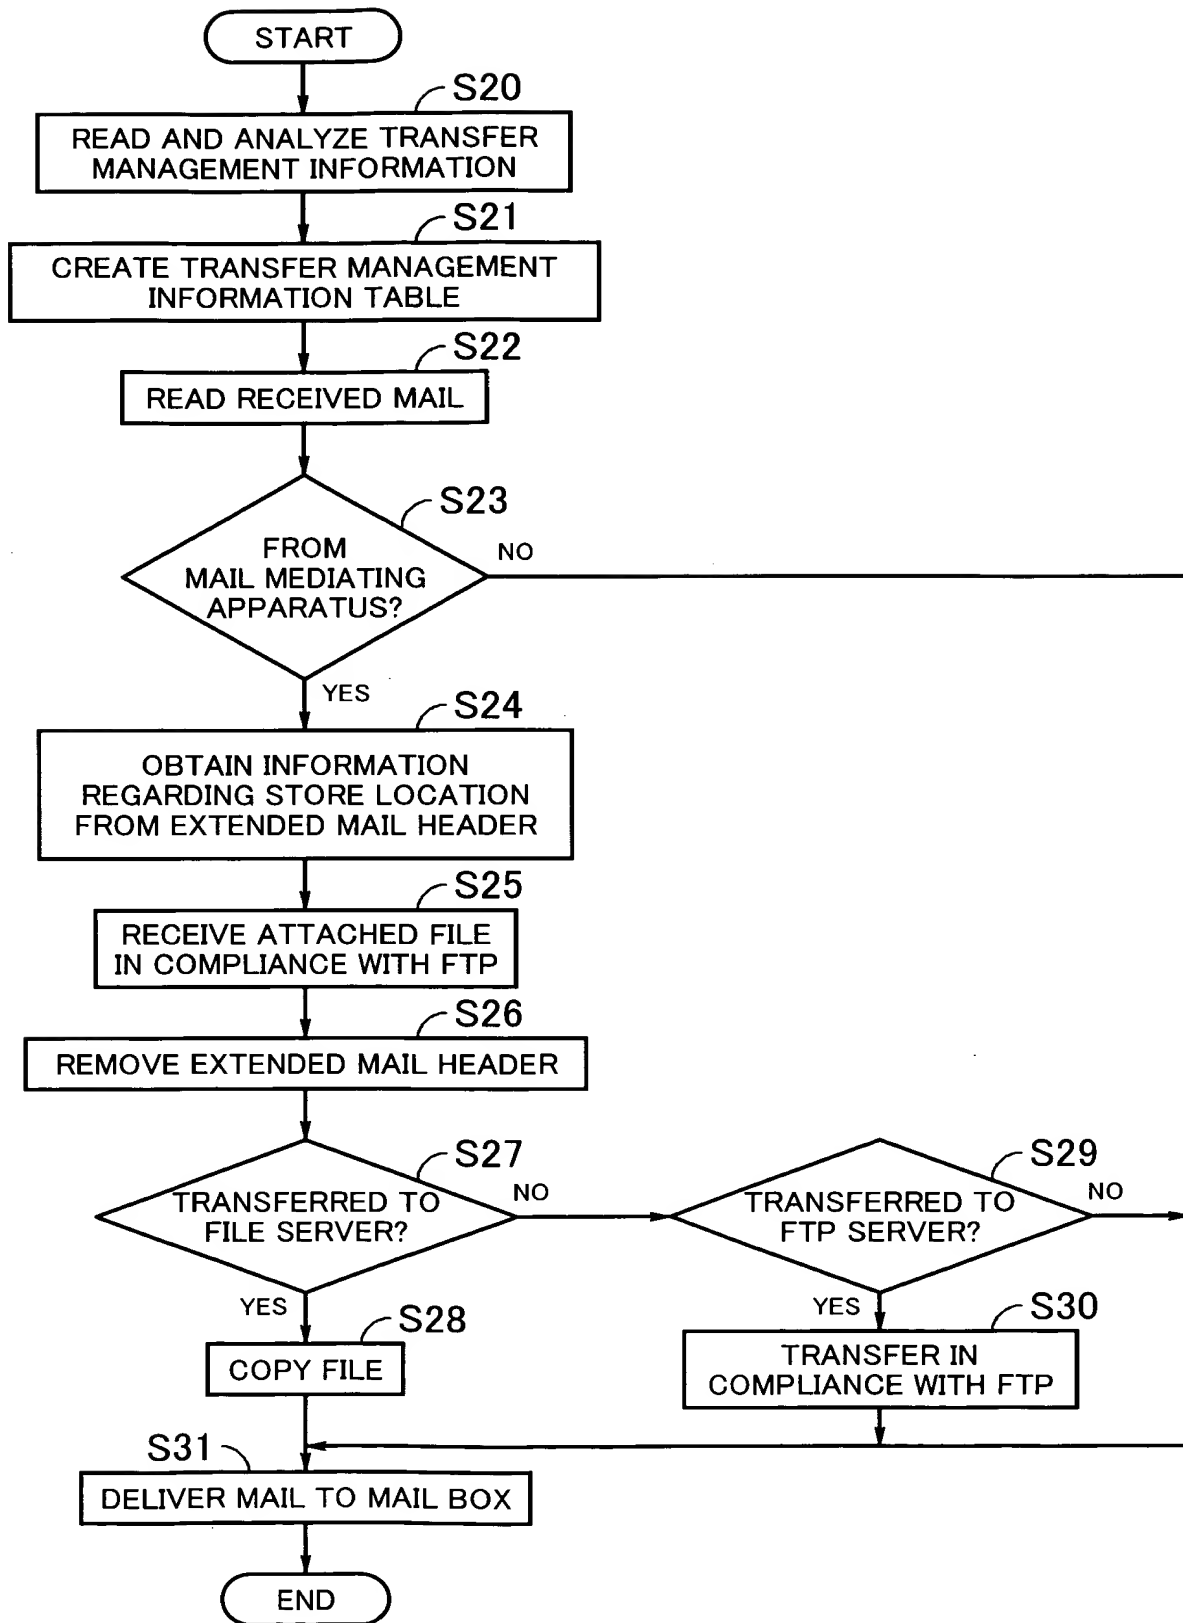 START
S20
READ AND ANALYZE TRANSFER
MANAGEMENT INFORMATION
S21
CREATE TRANSFER MANAGEMENT
INFORMATION TABLE
S22
READ RECEIVED MAIL
S23
FROM
MAIL MEDIATING
APPARATUS?
NO
YES
S24
OBTAIN INFORMATION
REGARDING STORE LOCATION
FROM EXTENDED MAIL HEADER
S25
RECEIVE ATTACHED FILE
IN COMPLIANCE WITH FTP
S26
REMOVE EXTENDED MAIL HEADER
S27
TRANSFERRED TO
FILE SERVER?
NO
YES
S29
TRANSFERRED TO
FTP SERVER?
NO
YES
S28
COPY FILE
S30
TRANSFER IN
COMPLIANCE WITH FTP
S31
DELIVER MAIL TO MAIL BOX
END